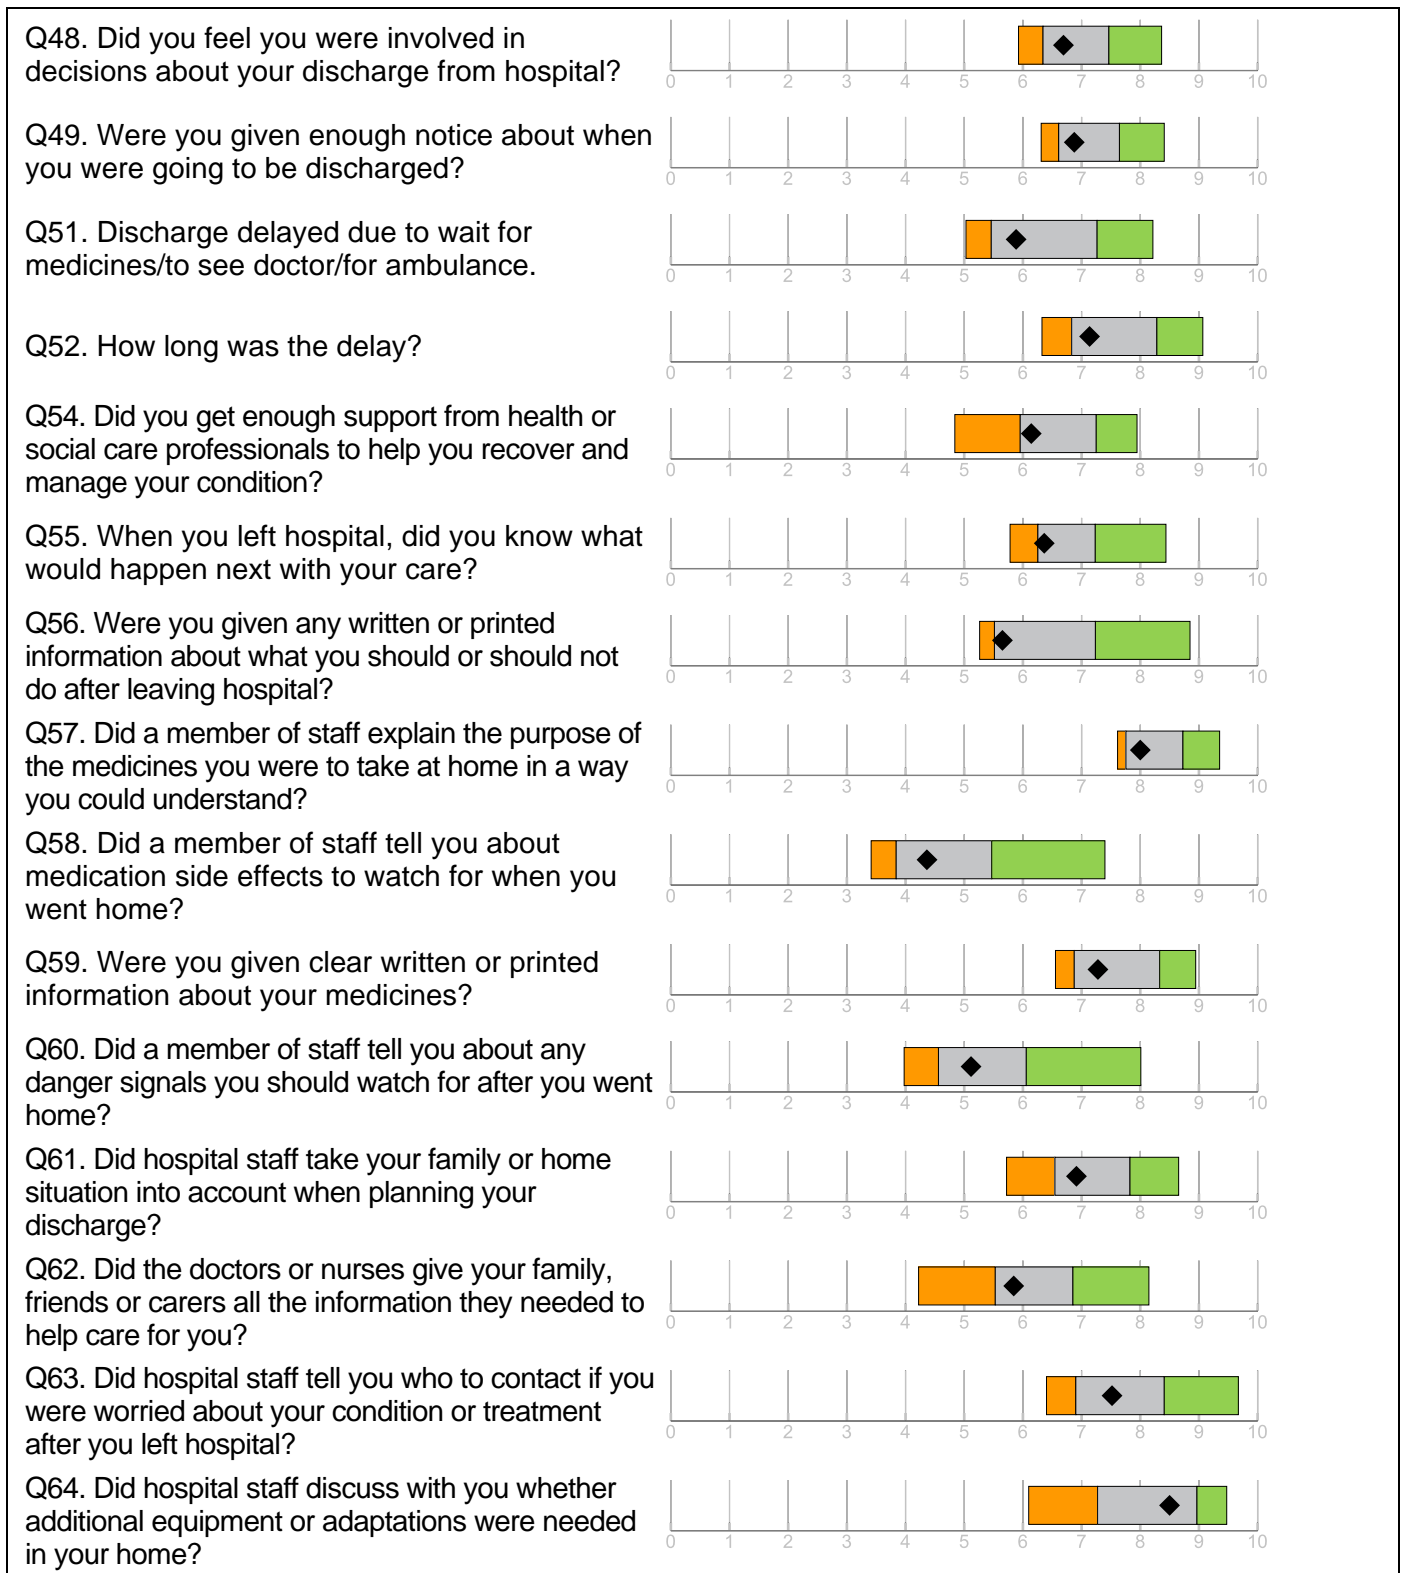 Q48. Did you feel you were involved in
decisions about your discharge from hospital?
0 1 2 3 4 5 6 7 8 9 10
Q49. Were you given enough notice about when
you were going to be discharged?
0 1 2 3 4 5 6 7 8 9 10
Q51. Discharge delayed due to wait for
medicines/to see doctor/for ambulance.
0 1 2 3 4 5 6 7 8 9 10
Q52. How long was the delay?
0 1 2 3 4 5 6 7 8 9 10
Q54. Did you get enough support from health or
social care professionals to help you recover and
manage your condition?
0 1 2 3 4 5 6 7 8 9 10
Q55. When you left hospital, did you know what
would happen next with your care?
0 1 2 3 4 5 6 7 8 9 10
Q56. Were you given any written or printed
information about what you should or should not
do after leaving hospital?
0 1 2 3 4 5 6 7 8 9 10
Q57. Did a member of staff explain the purpose of
the medicines you were to take at home in a way
you could understand?
0 1 2 3 4 5 6 7 8 9 10
Q58. Did a member of staff tell you about
medication side effects to watch for when you
went home?
0 1 2 3 4 5 6 7 8 9 10
Q59. Were you given clear written or printed
information about your medicines?
0 1 2 3 4 5 6 7 8 9 10
Q60. Did a member of staff tell you about any
danger signals you should watch for after you went
home?
0 1 2 3 4 5 6 7 8 9 10
Q61. Did hospital staff take your family or home
situation into account when planning your
discharge?
0 1 2 3 4 5 6 7 8 9 10
Q62. Did the doctors or nurses give your family,
friends or carers all the information they needed to
help care for you?
0 1 2 3 4 5 6 7 8 9 10
Q63. Did hospital staff tell you who to contact if you
were worried about your condition or treatment
after you left hospital?
0 1 2 3 4 5 6 7 8 9 10
Q64. Did hospital staff discuss with you whether
additional equipment or adaptations were needed
in your home?
0 1 2 3 4 5 6 7 8 9 10